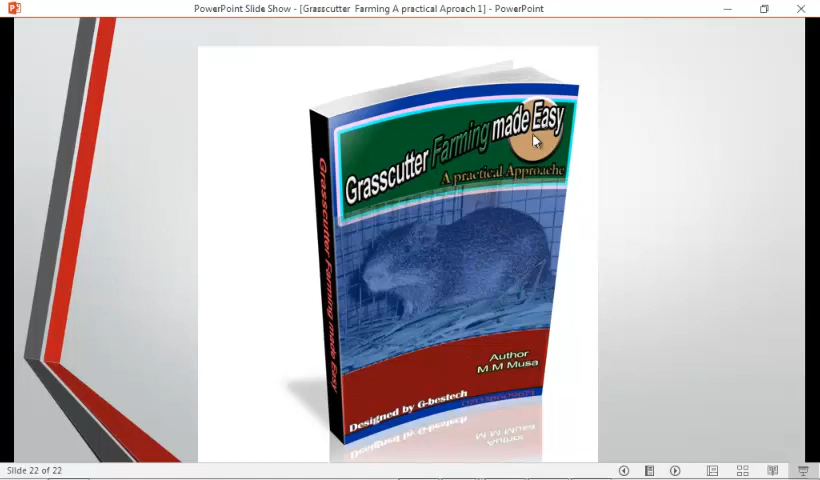 PowerPoint Slide Show - [Grasscutter Farming A practical Aproach 1] - PowerPoint
Grasscutter Farming made Easy
A practical Approache
Grasscutter Farming made Easy
Author
M.M Musa
Designed by G-bestech
Slide 22 of 22